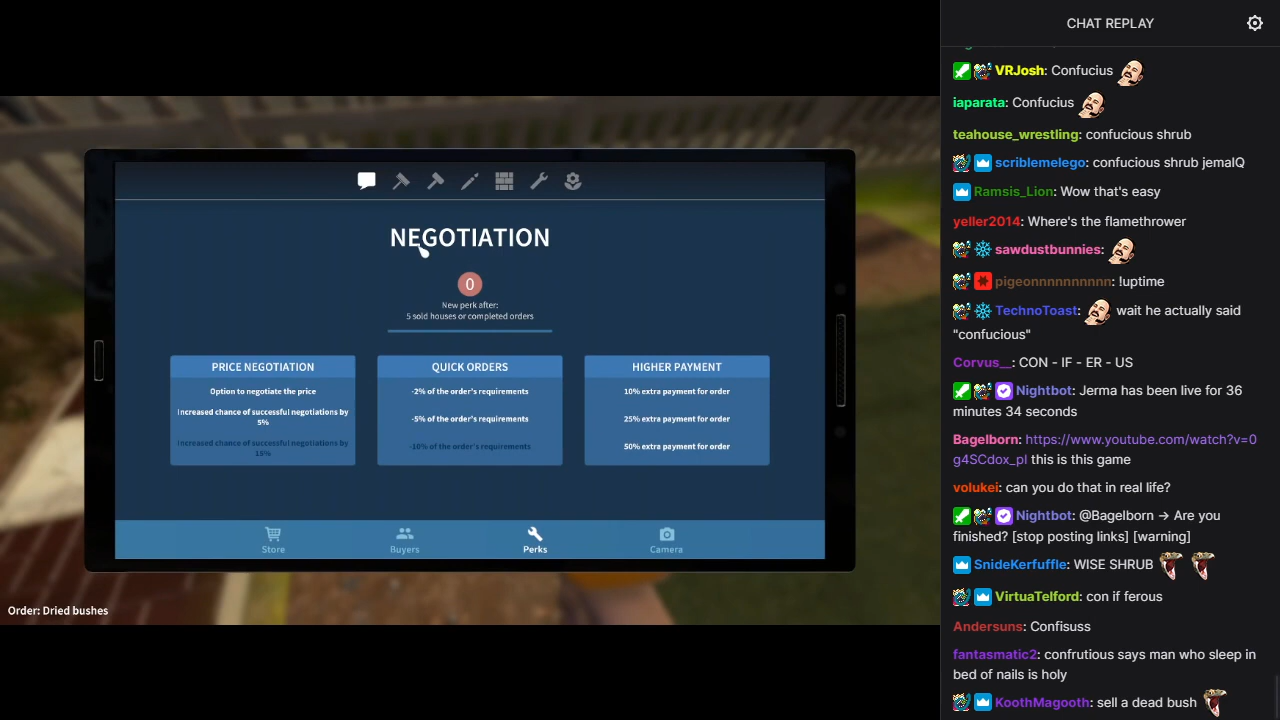 CHAT REPLAY
VRJosh: Confucius
iaparata: Confucius
teahouse_wrestling: confucious shrub
scriblemelego: confucious shrub jemalQ
Ramsis_Lion: Wow that's easy
yeller2014: Where's the flamethrower
sawdustbunnies:
pigeonnnnnnnnnn: !uptime
TechnoToast: wait he actually said
"confucious"
Corvus__: CON - IF - ER - US
Nightbot: Jerma has been live for 36
minutes 34 seconds
Bagelborn: https://www.youtube.com/watch?v=0
g4SCdox_pI this is this game
volukei: can you do that in real life?
Nightbot: @Bagelborn → Are you
finished? [stop posting links] [warning]
SnideKerfuffle: WISE SHRUB
VirtuaTelford: con if ferous
Andersuns: Confisuss
fantasmatic2: confrutious says man who sleep in
bed of nails is holy
KoothMagooth: sell a dead bush
NEGOTIATION
0
New perk after:
5 sold houses or completed orders
PRICE NEGOTIATION
Option to negotiate the price
Increased chance of successful negotiations by
5%
Increased chance of successful negotiations by
15%
QUICK ORDERS
-2% of the order's requirements
-5% of the order's requirements
-10% of the order's requirements
HIGHER PAYMENT
10% extra payment for order
25% extra payment for order
50% extra payment for order
Store
Buyers
Perks
Camera
Order: Dried bushes